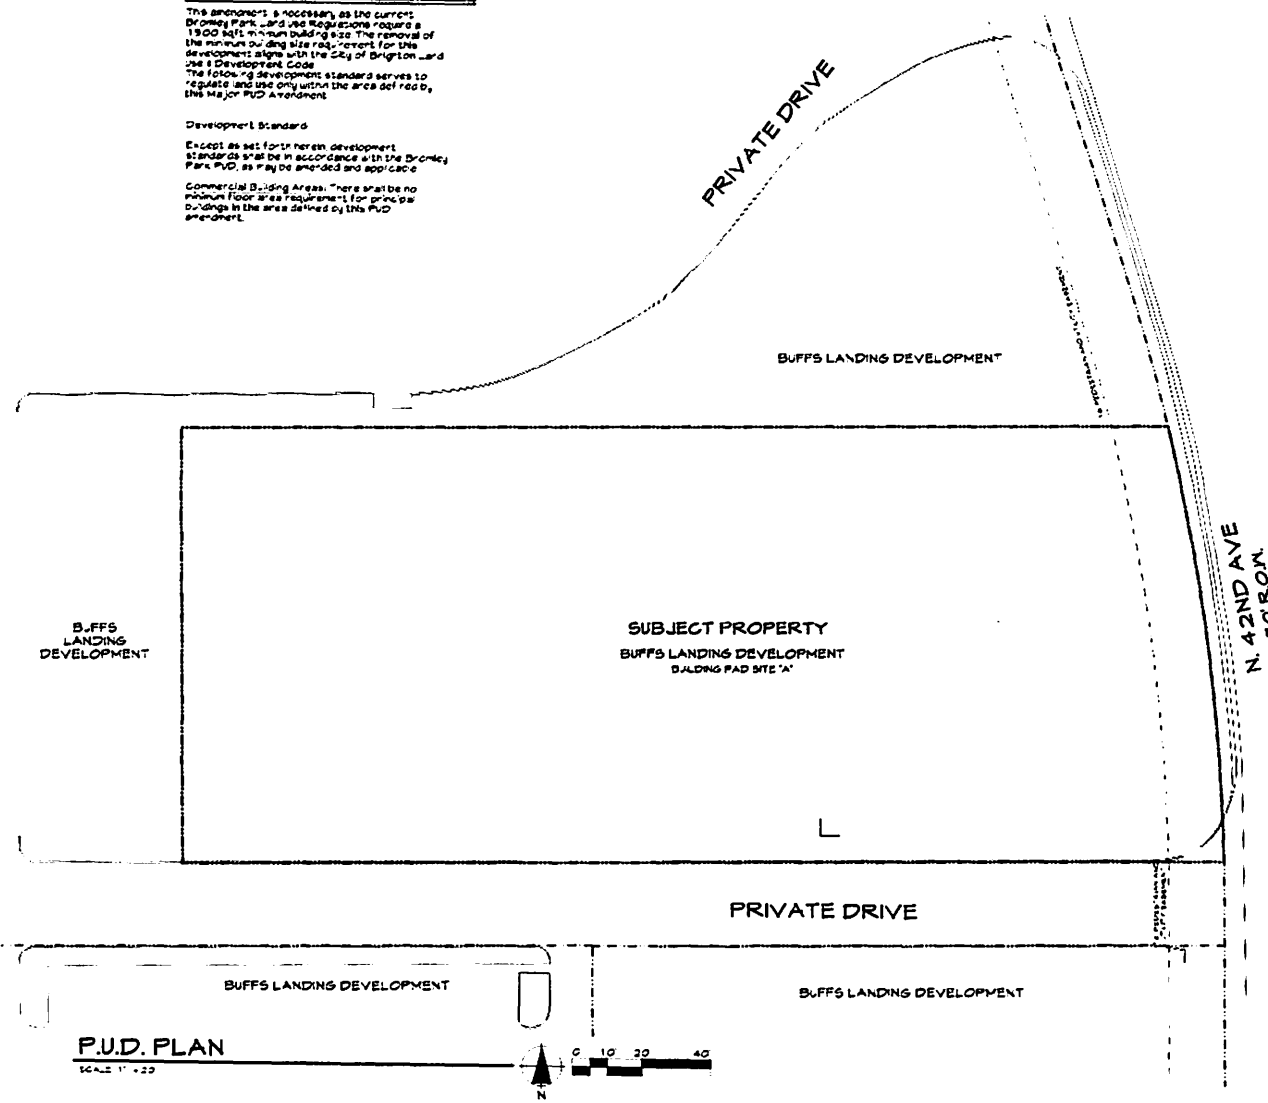 This amendment is necessary as the current
Bromley Park Land Use Regulations require a
1500 sqft minimum building size. The removal of
the minimum building size requirement for this
development aligns with the City of Brighton Land
Use & Development Code
The following development standard serves to
regulate land use only within the area defined by
this Major PUD Amendment
Development Standard
Except as set forth herein, development
standards shall be in accordance with the Bromley
Park PUD, as may be amended and applicable
Commercial Building Areas: There shall be no
minimum floor area requirement for principal
buildings in the area defined by this PUD
amendment.
PRIVATE DRIVE
BUFFS LANDING DEVELOPMENT
N. 42ND AVE
R.O.W.
BUFFS
LANDING
DEVELOPMENT
SUBJECT PROPERTY
BUFFS LANDING DEVELOPMENT
BUILDING PAD SITE "A"
PRIVATE DRIVE
BUFFS LANDING DEVELOPMENT
BUFFS LANDING DEVELOPMENT
P.U.D. PLAN
SCALE 1" = 20'
0 10 20 40
N